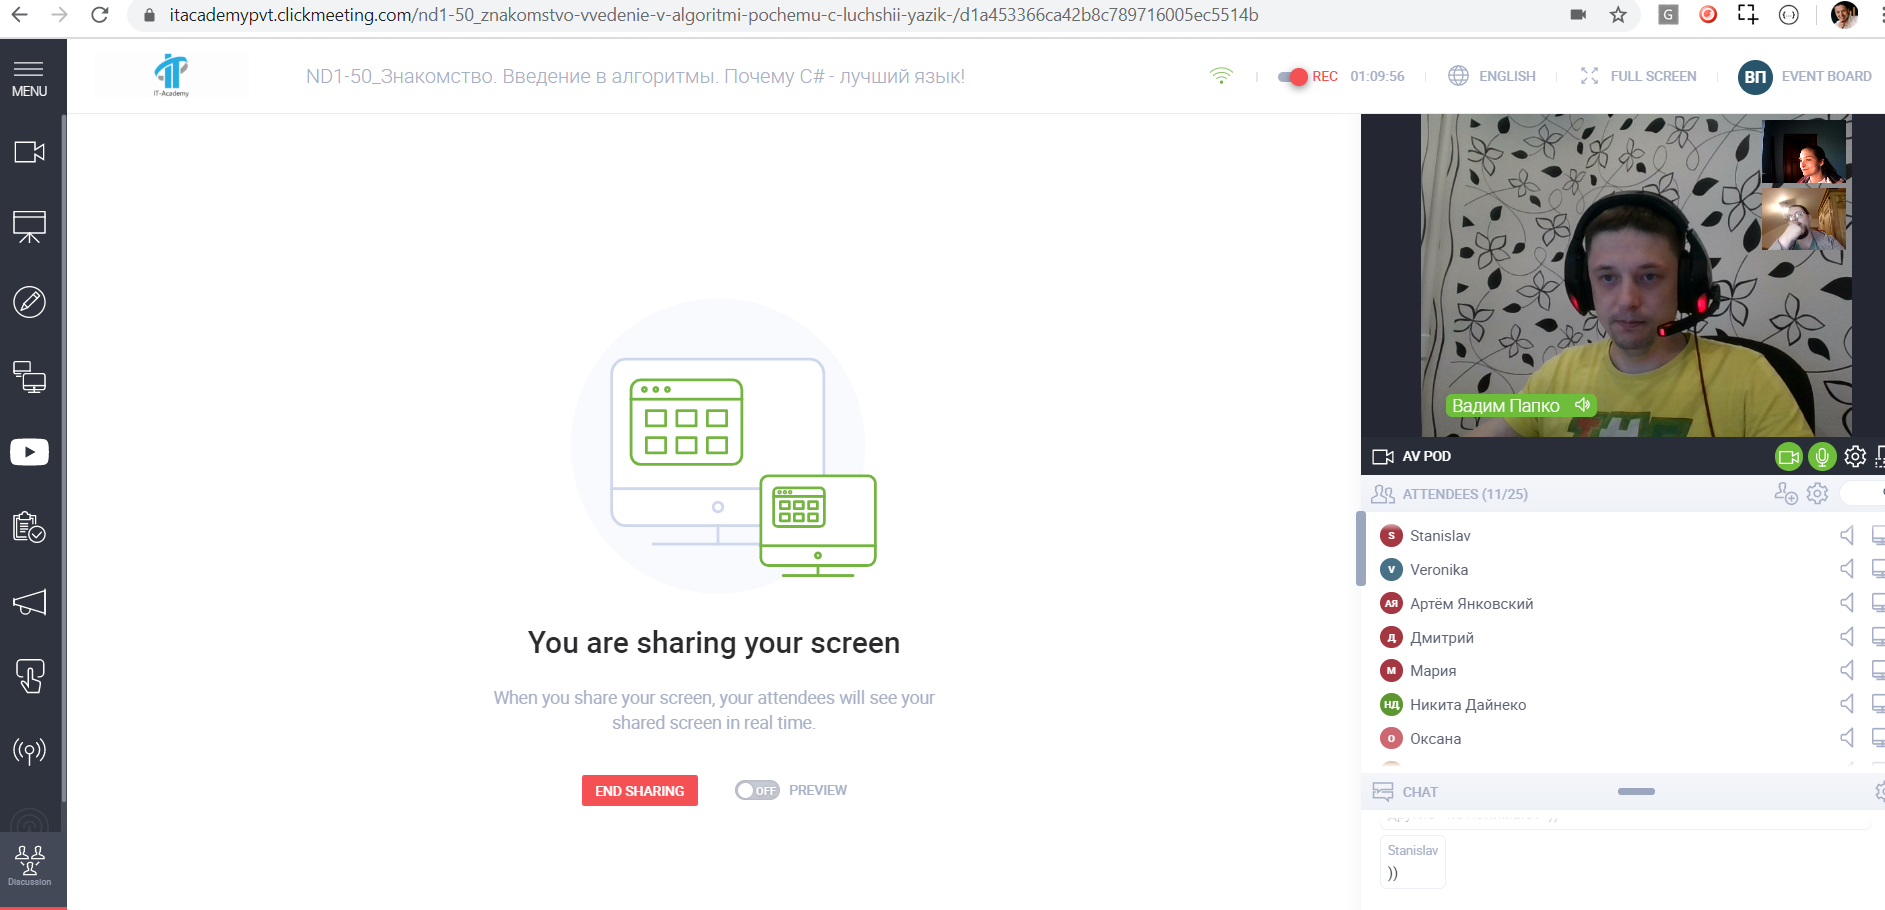 itacademypvt.clickmeeting.com/nd1-50_znakomstvo-vvedenie-v-algoritmi-pochemu-c-luchshii-yazik-/d1a453366ca42b8c789716005ec5514b
G
MENU
IT-Academy
ND1-50_Знакомство. Введение в алгоритмы. Почему C# - лучший язык!
REC 01:09:56
ENGLISH
FULL SCREEN
ВП EVENT BOARD
Вадим Папко
AV POD
ATTENDEES (11/25)
S Stanislav
V Veronika
АЯ Артём Янковский
Д Дмитрий
М Мария
НД Никита Дайнеко
О Оксана
You are sharing your screen
When you share your screen, your attendees will see your
shared screen in real time.
END SHARING
OFF PREVIEW
CHAT
Stanislav
))
Discussion